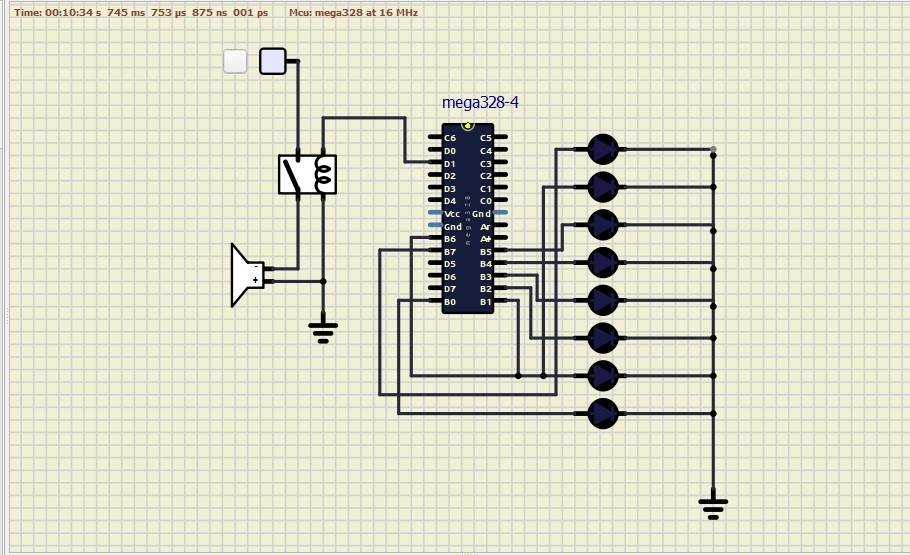 Time: 00:10:34 s 745 ms 753 µs 875 ns 001 ps Mcu: mega328 at 16 MHz
mega328-4
C6 C5
D0 C4
D1 C3
D2 C2
D3 C1
D4 C0
Vcc Gnd
Gnd Ar
B6 A+
B7 B5
D5 B4
D6 B3
D7 B2
B0 B1
mega328
-
+